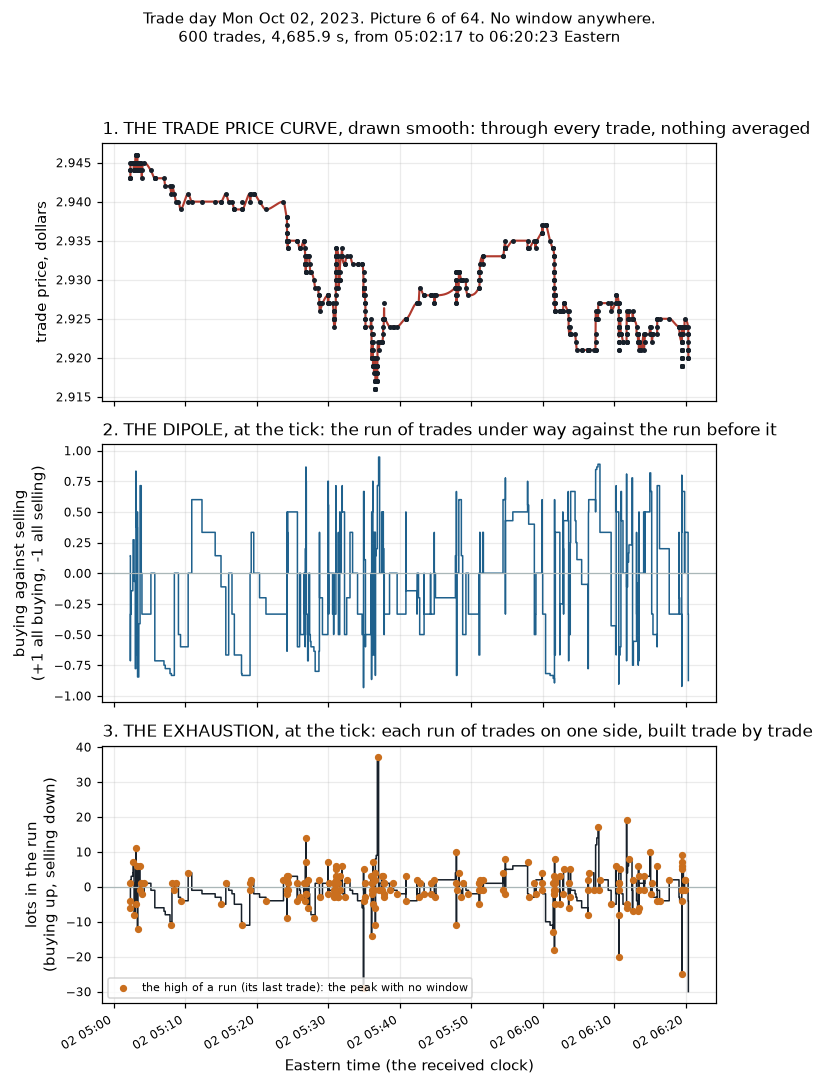 Trade day Mon Oct 02, 2023. Picture 6 of 64. No window anywhere.
600 trades, 4,685.9 s, from 05:02:17 to 06:20:23 Eastern
1. THE TRADE PRICE CURVE, drawn smooth: through every trade, nothing averaged
trade price, dollars
2.945
2.940
2.935
2.930
2.925
2.920
2.915
2. THE DIPOLE, at the tick: the run of trades under way against the run before it
buying against selling
(+1 all buying, -1 all selling)
1.00
0.75
0.50
0.25
0.00
−0.25
−0.50
−0.75
−1.00
3. THE EXHAUSTION, at the tick: each run of trades on one side, built trade by trade
lots in the run
(buying up, selling down)
40
30
20
10
0
−10
−20
−30
the high of a run (its last trade): the peak with no window
02 05:00
02 05:10
02 05:20
02 05:30
02 05:40
02 05:50
02 06:00
02 06:10
02 06:20
Eastern time (the received clock)